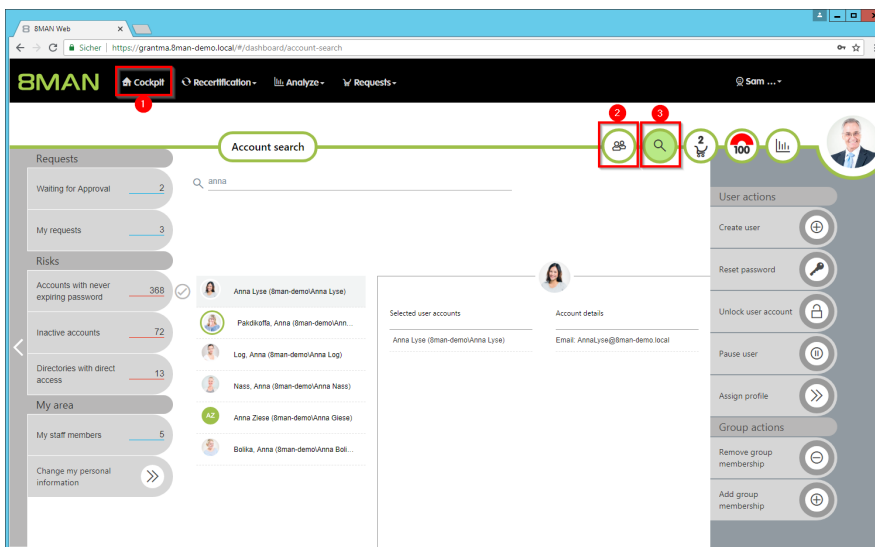 8MAN Web
Sicher | https://grantma.8man-demo.local/#/dashboard/account-search
8MAN Cockpit Recertification Analyze Requests Sam ...
1
2 3
Account search
2
100
Requests
Waiting for Approval 2
My requests 3
Risks
Accounts with never
expiring password
368
Inactive accounts 72
Directories with direct
access
13
My area
My staff members 5
Change my personal
information
anna
Anna Lyse (8man-demo\Anna Lyse)
Pakdikoffa, Anna (8man-demo\Ann...
Log, Anna (8man-demo\Anna Log)
Nass, Anna (8man-demo\Anna Nass)
AZ Anna Ziese (8man-demo\Anna Giese)
Bolika, Anna (8man-demo\Anna Boli...
Selected user accounts
Anna Lyse (8man-demo\Anna Lyse)
Account details
Email: AnnaLyse@8man-demo.local
User actions
Create user
Reset password
Unlock user account
Pause user
Assign profile
Group actions
Remove group
membership
Add group
membership